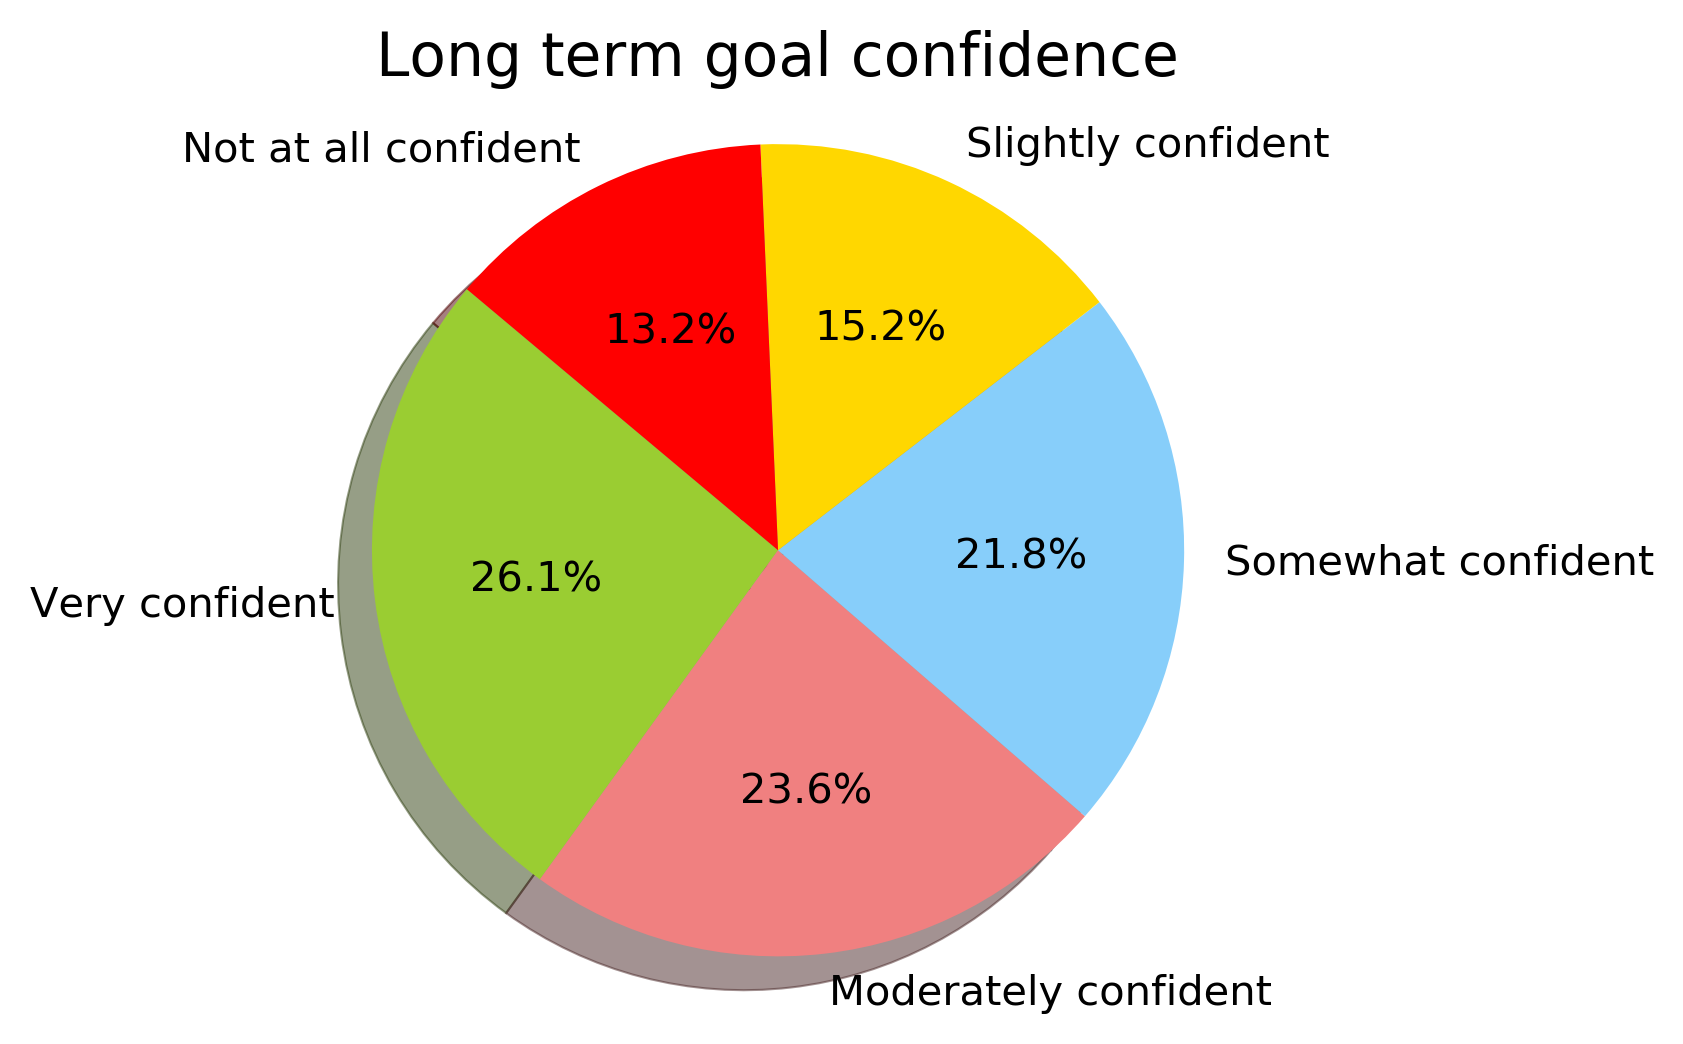 Long term goal confidence
Not at all confident
Slightly confident
13.2%
15.2%
21.8%
Somewhat confident
26.1%
Very confident
23.6%
Moderately confident